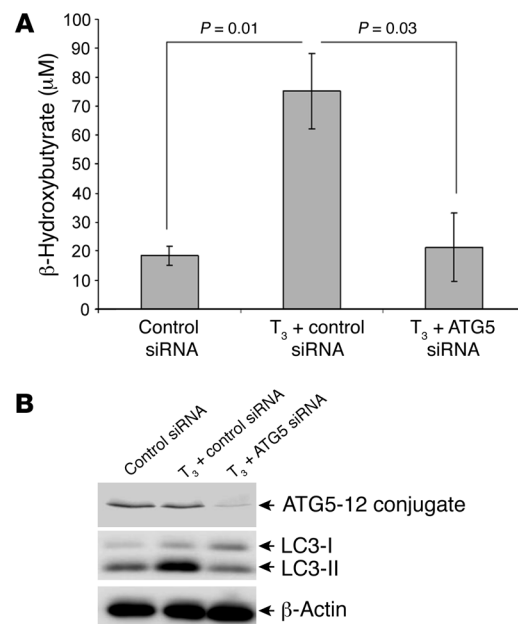 A
P = 0.01
P = 0.03
β-Hydroxybutyrate (μM)
100
90
80
70
60
50
40
30
20
10
0
Control
siRNA
T₃ + control
siRNA
T₃ + ATG5
siRNA
B
Control siRNA
T₃ + control siRNA
T₃ + ATG5 siRNA
ATG5-12 conjugate
LC3-I
LC3-II
β-Actin